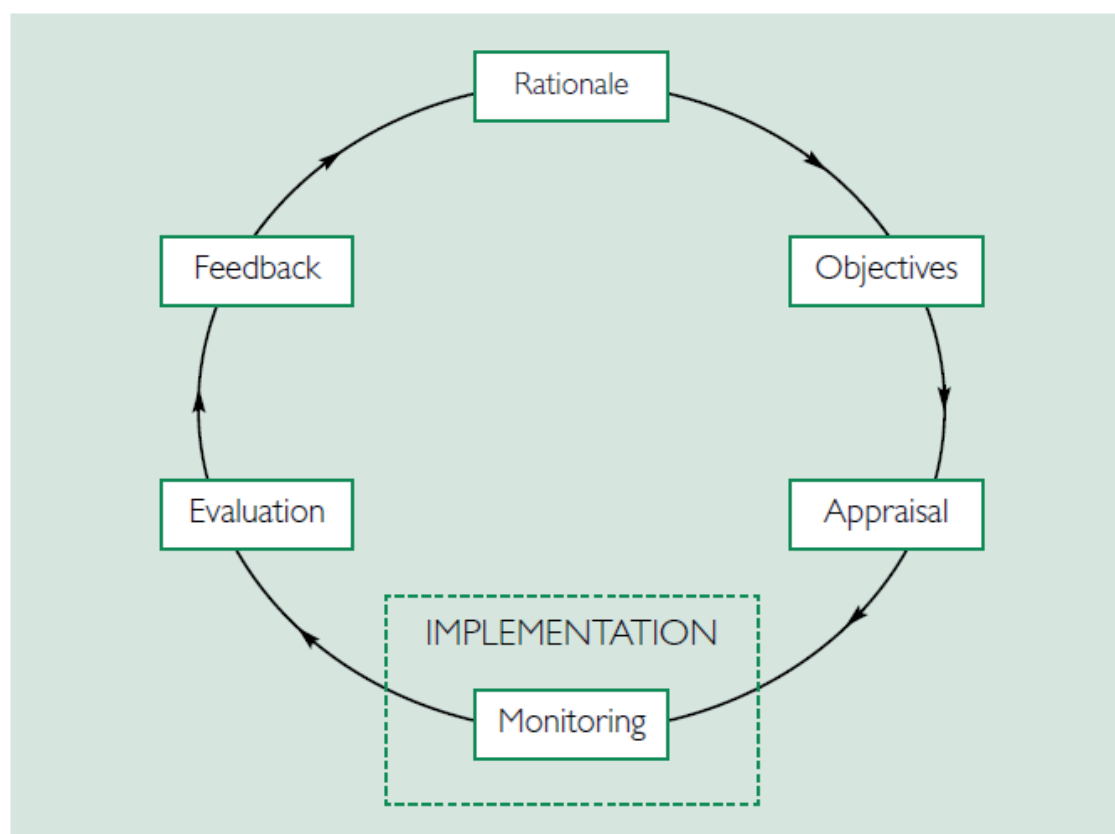 Rationale
Feedback
Objectives
Evaluation
Appraisal
IMPLEMENTATION
Monitoring